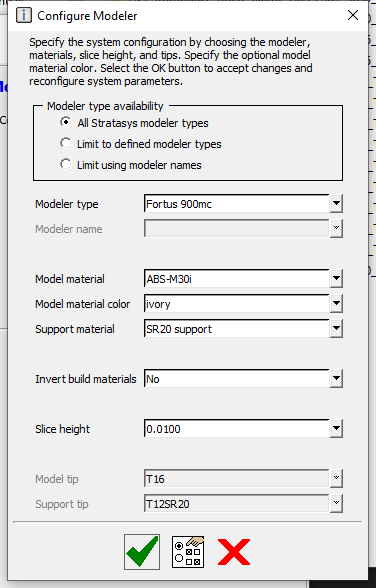 Configure Modeler
Specify the system configuration by choosing the modeler,
materials, slice height, and tips. Specify the optional model
material color. Select the OK button to accept changes and
reconfigure system parameters.
Modeler type availability
All Stratasys modeler types
Limit to defined modeler types
Limit using modeler names
Modeler type Fortus 900mc
Modeler name
Model material ABS-M30i
Model material color ivory
Support material SR20 support
Invert build materials No
Slice height 0.0100
Model tip T16
Support tip T12SR20